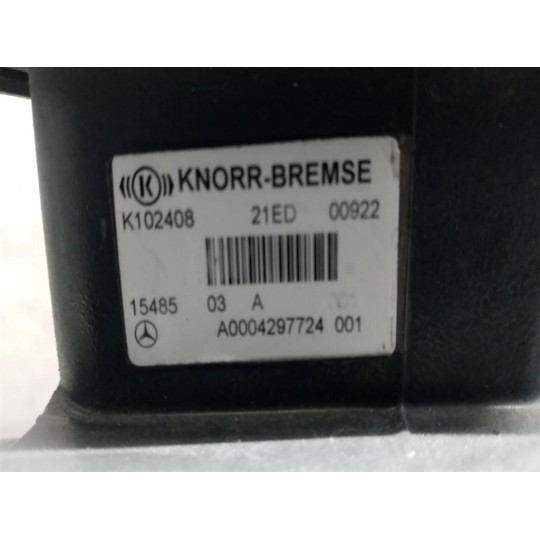 K KNORR-BREMSE
K102408 21ED 00922
15485 03 A
A0004297724 001